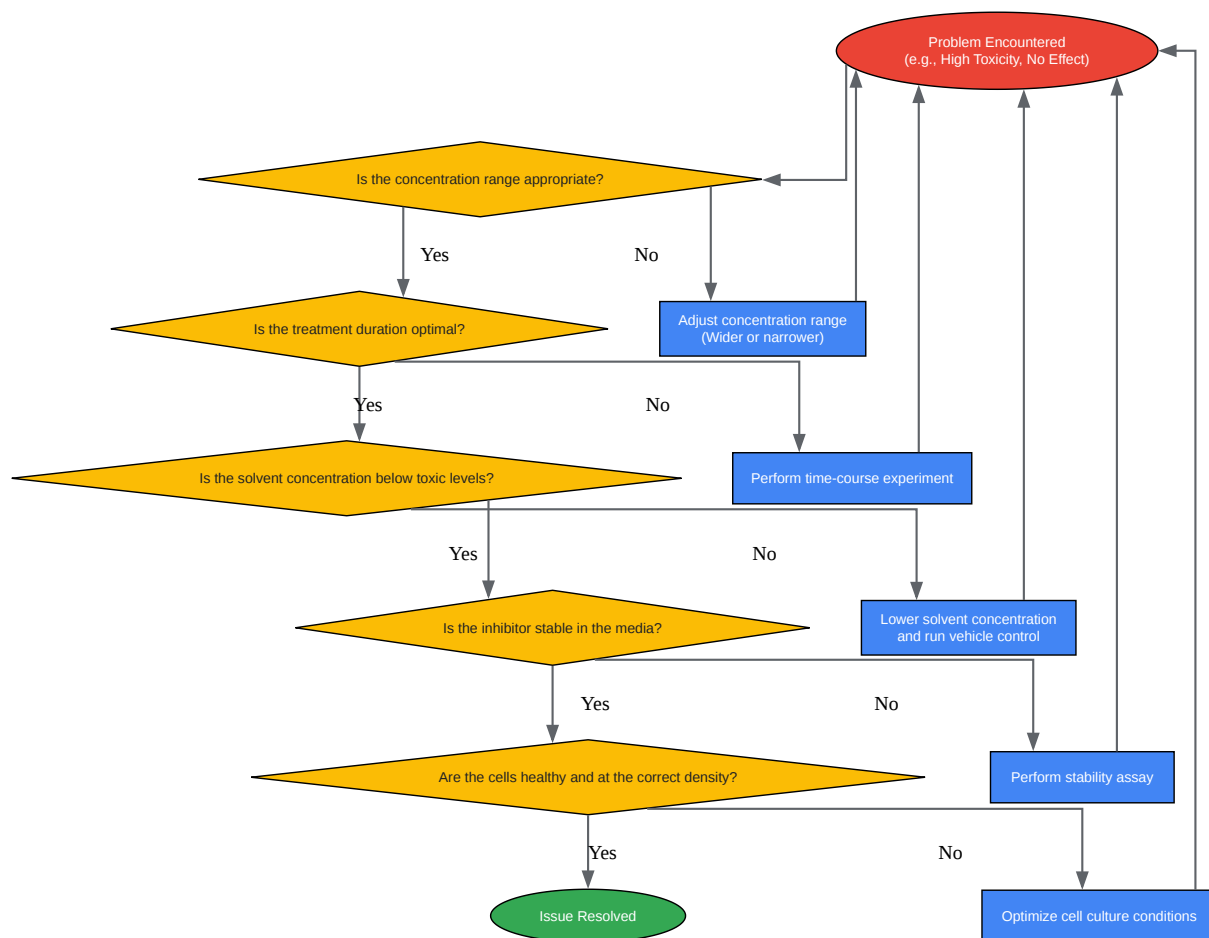 Problem Encountered
(e.g., High Toxicity, No Effect)
Is the concentration range appropriate?
Yes
No
Is the treatment duration optimal?
Adjust concentration range
(Wider or narrower)
Yes
No
Is the solvent concentration below toxic levels?
Perform time-course experiment
Yes
No
Is the inhibitor stable in the media?
Lower solvent concentration
and run vehicle control
Yes
No
Are the cells healthy and at the correct density?
Perform stability assay
Yes
No
Issue Resolved
Optimize cell culture conditions